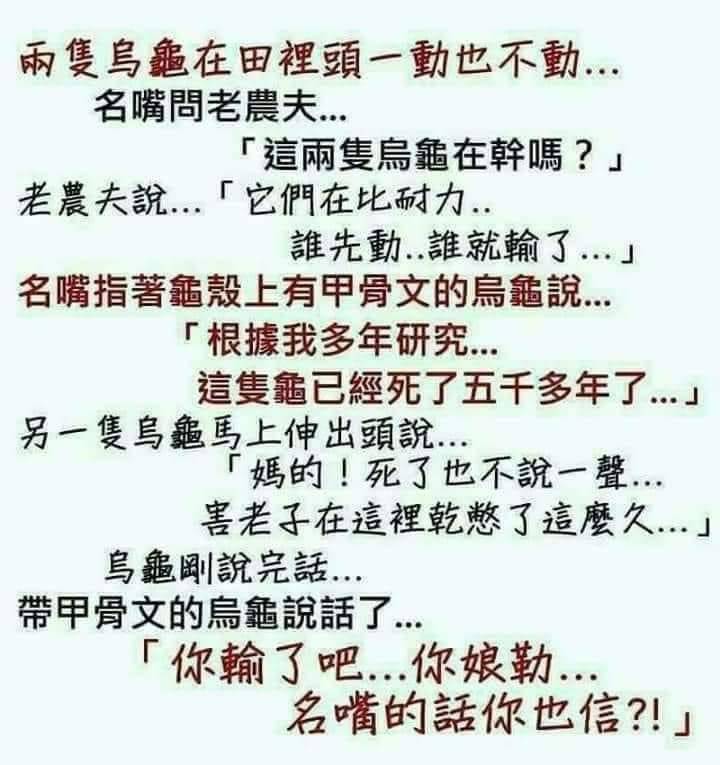 兩隻烏龜在田裡頭一動也不動...
名嘴問老農夫...
「這兩隻烏龜在幹嗎？」
老農夫說...「它們在比耐力..
誰先動..誰就輸了...」
名嘴指著龜殼上有甲骨文的烏龜說...
「根據我多年研究...
這隻龜已經死了五千多年了...」
另一隻烏龜馬上伸出頭說...
「媽的！死了也不說一聲...
害老子在這裡乾憋了這麼久...」
烏龜剛說完話...
帶甲骨文的烏龜說話了...
「你輸了吧...你娘勒...
名嘴的話你也信?!」